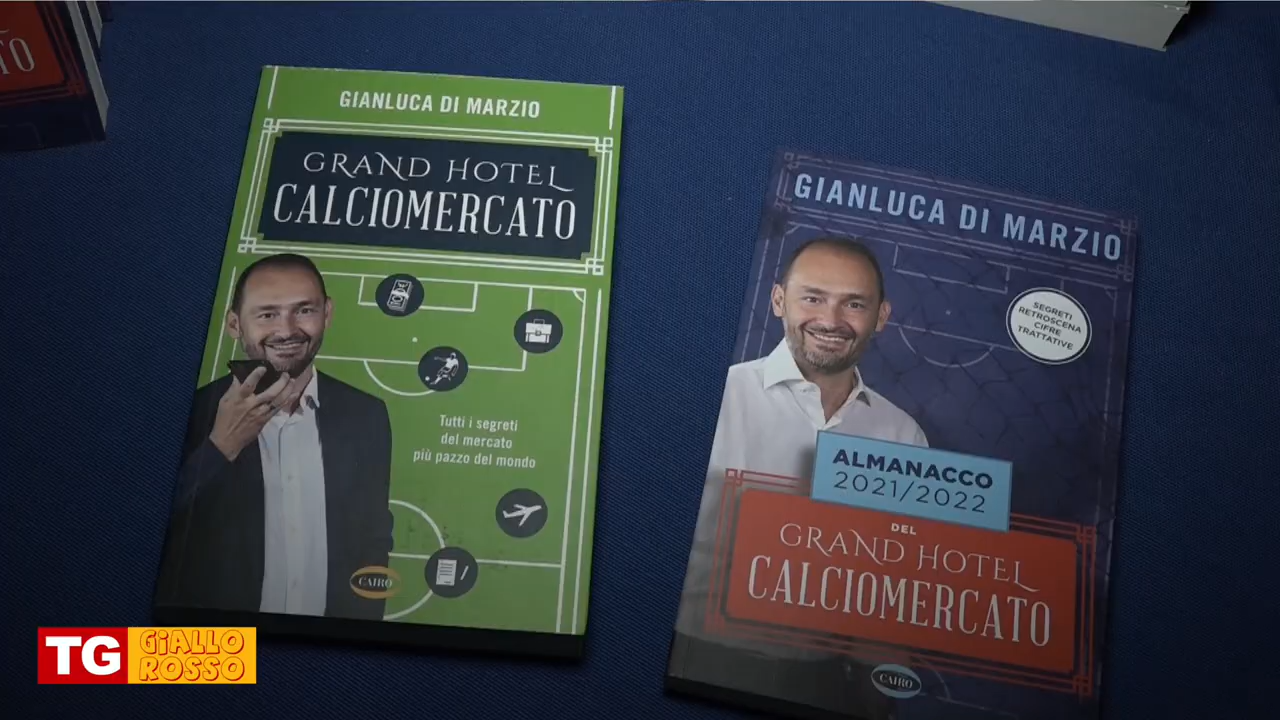 TO
GIANLUCA DI MARZIO
GRAND HOTEL
CALCIOMERCATO
Tutti i segreti
del mercato
più pazzo del mondo
CAIRO
GIANLUCA DI MARZIO
SEGRETI
RETROSCENA
CIFRE
TRATTATIVE
ALMANACCO
2021/2022
DEL
GRAND HOTEL
CALCIOMERCATO
CAIRO
TG GiALLO
ROSSO